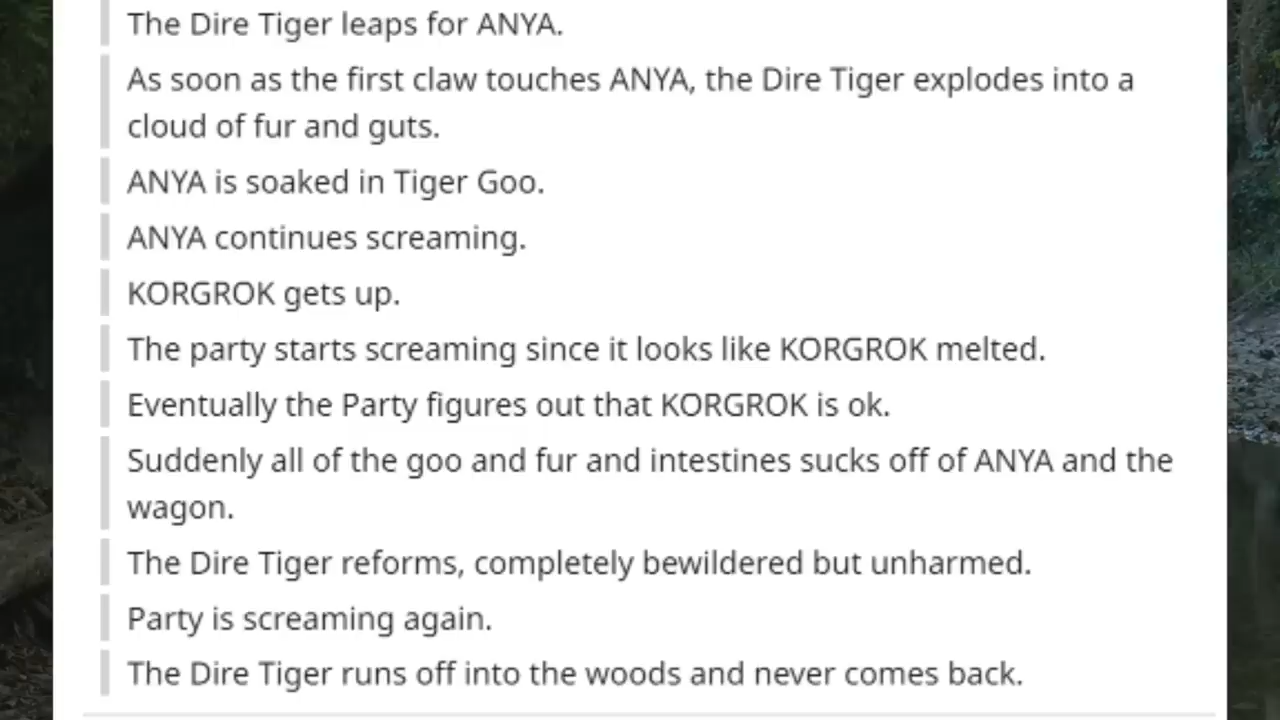 The Dire Tiger leaps for ANYA.
As soon as the first claw touches ANYA, the Dire Tiger explodes into a
cloud of fur and guts.
ANYA is soaked in Tiger Goo.
ANYA continues screaming.
KORGROK gets up.
The party starts screaming since it looks like KORGROK melted.
Eventually the Party figures out that KORGROK is ok.
Suddenly all of the goo and fur and intestines sucks off of ANYA and the
wagon.
The Dire Tiger reforms, completely bewildered but unharmed.
Party is screaming again.
The Dire Tiger runs off into the woods and never comes back.